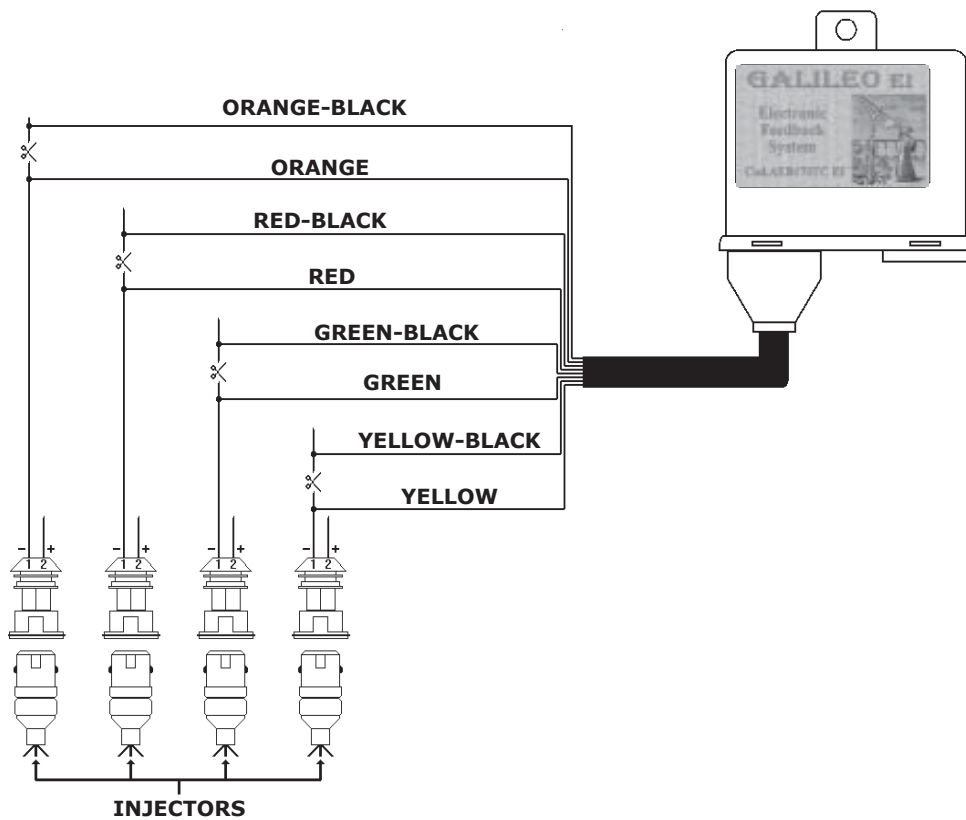 GALILEO EI
Electronic
Feedback
System
ORANGE-BLACK
ORANGE
RED-BLACK
RED
GREEN-BLACK
GREEN
YELLOW-BLACK
YELLOW
- 1 2 + - 1 2 + - 1 2 + - 1 2 +
INJECTORS